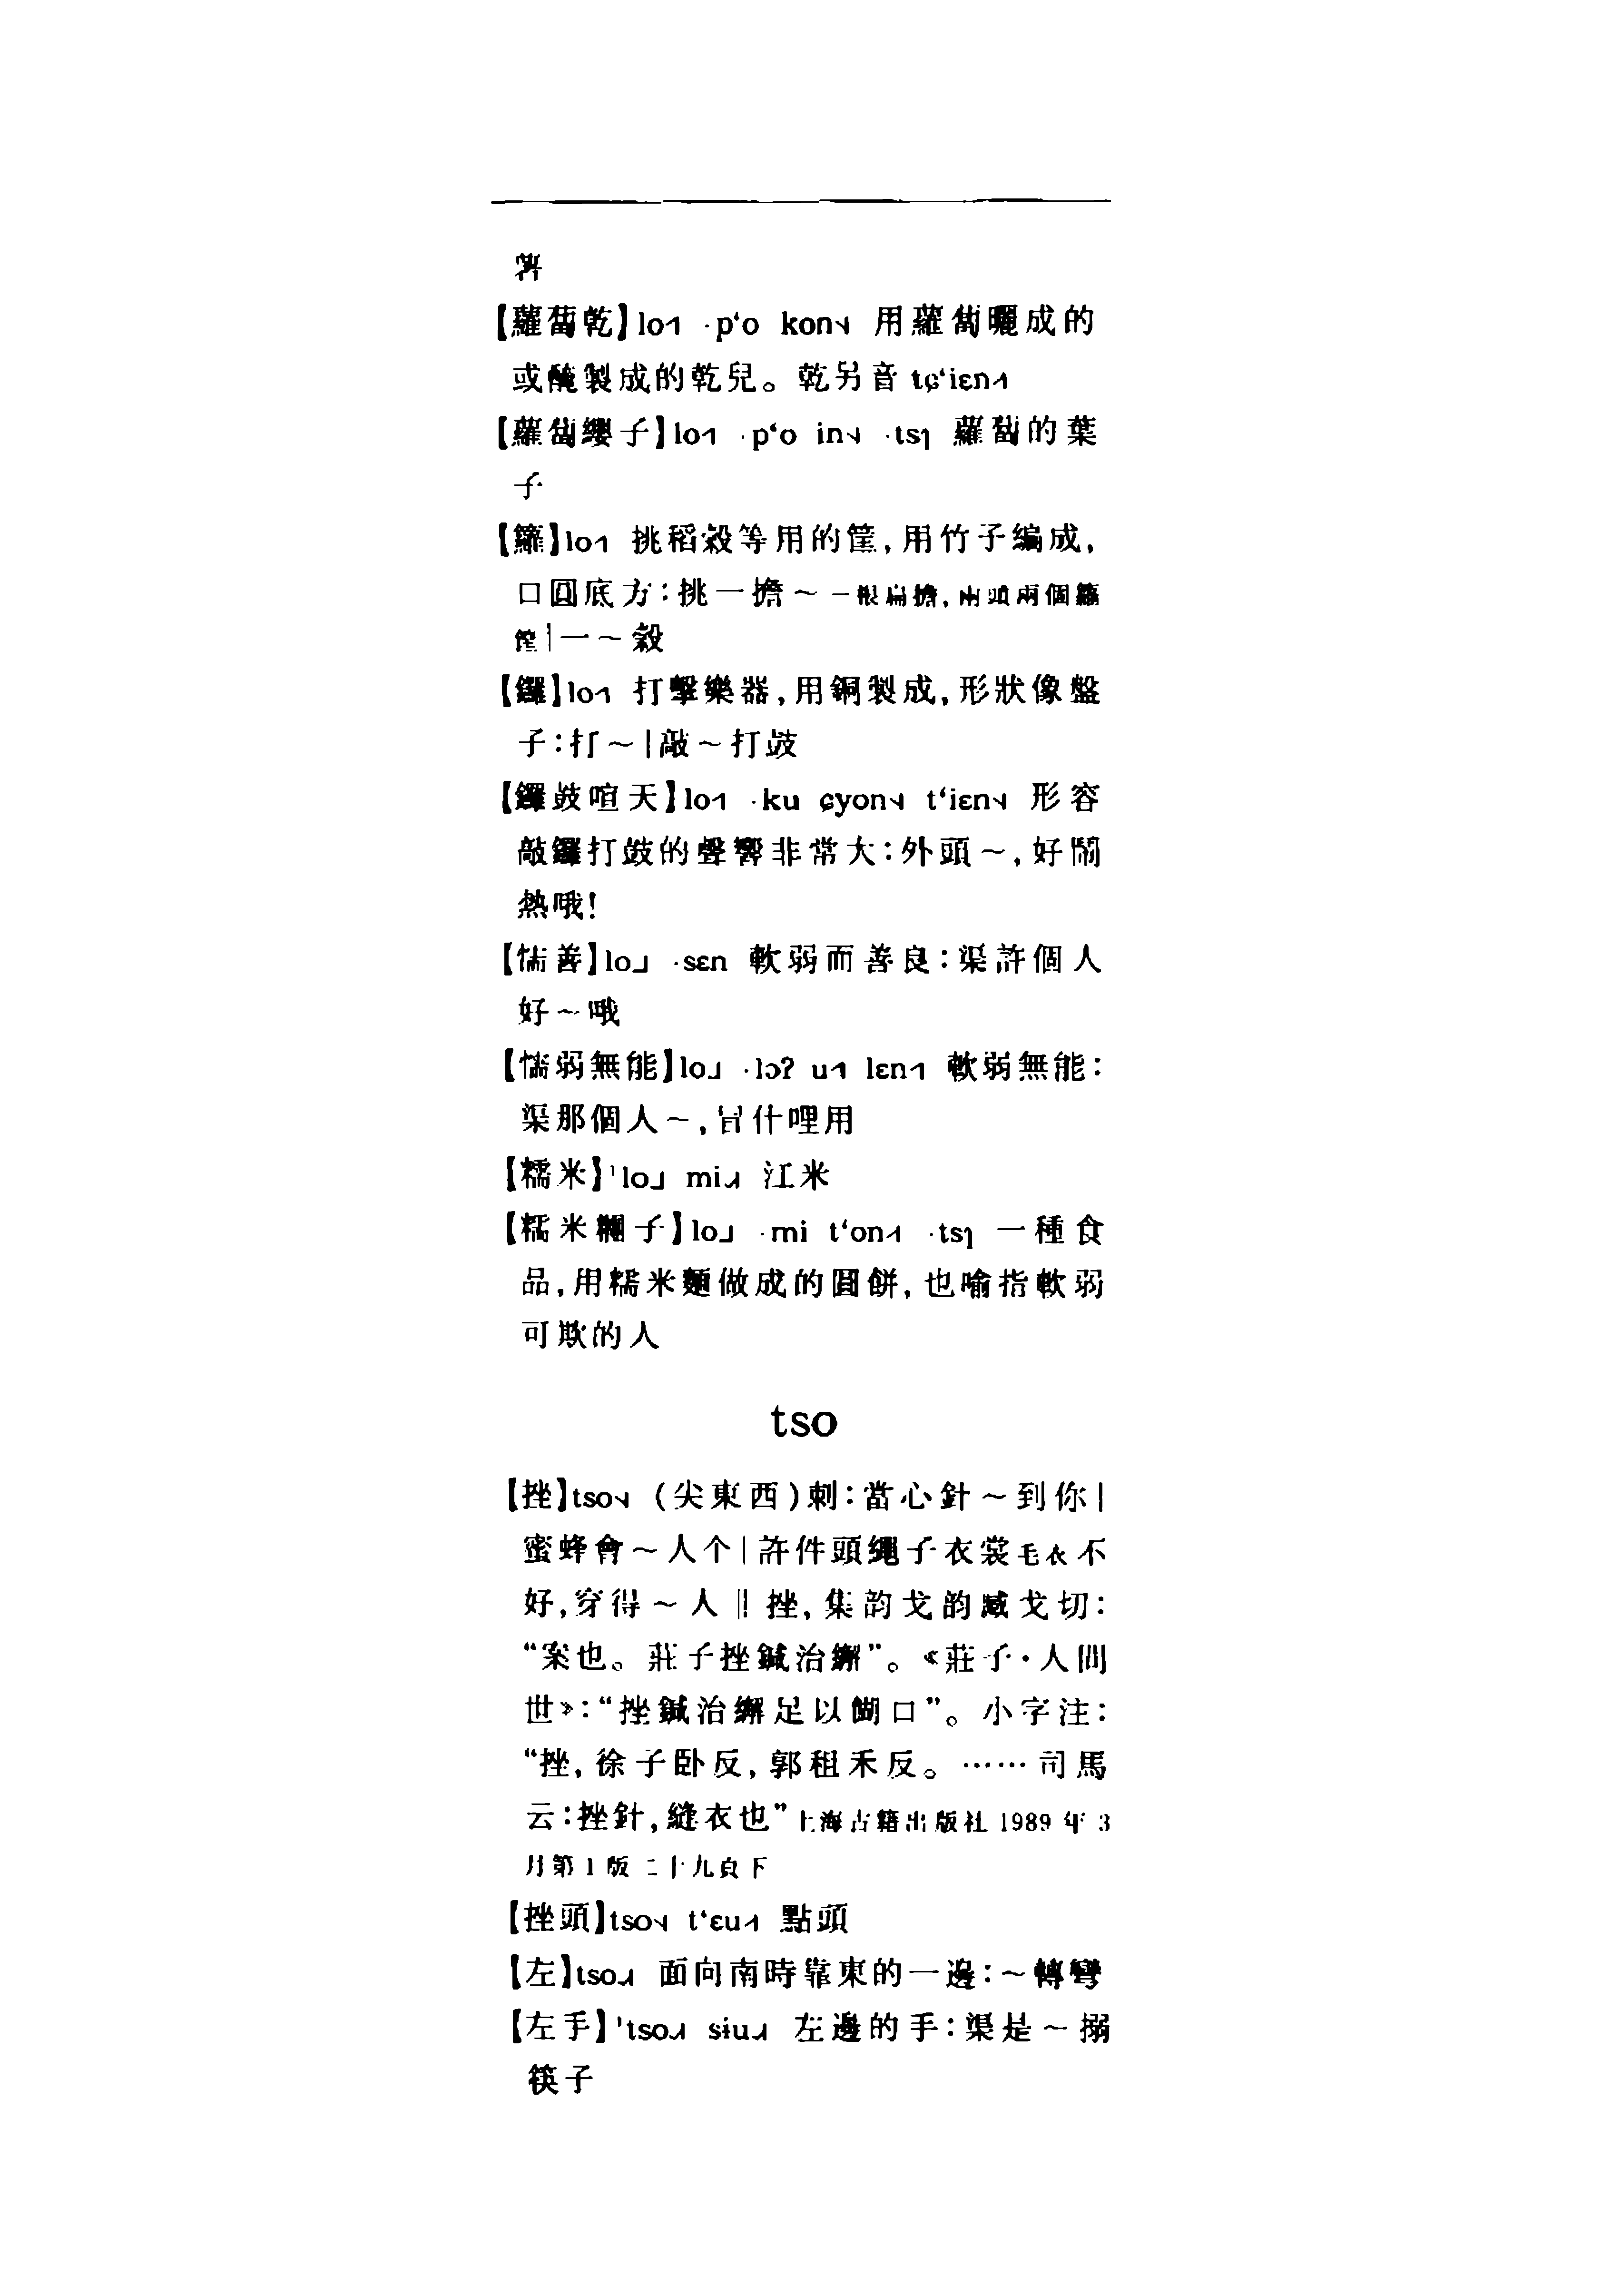 【蘿蔔乾】lo˧˥ ·p‘o kon˦˨ 用蘿蔔曬成的
或醃製成的乾兒。乾另音 tɕ‘iɛn˨˦
【蘿蔔纓子】lo˧˥ ·p‘o in˦˨ ·tsɿ 蘿蔔的葉
子
【籮】lo˧˥ 挑稻穀等用的筐,用竹子編成,
口圓底方:挑一擔～一根扁擔,兩頭兩個籮
筐|一～穀
【鑼】lo˧˥ 打擊樂器,用銅製成,形狀像盤
子:打～|敲～打鼓
【鑼鼓喧天】lo˧˥ ·ku ɕyon˦˨ t‘iɛn˦˨ 形容
敲鑼打鼓的聲響非常大:外頭～,好鬧
熱哦!
【懦善】lo˩ ·sɛn 軟弱而善良:渠許個人
好～哦
【懦弱無能】lo˩ ·lɔʔ u˧˥ lɛn˧˥ 軟弱無能:
渠那個人～,冇什哩用
【糯米】ˈlo˩ mi˨˩˧ 江米
【糯米糰子】lo˩ ·mi t‘on˨˦ ·tsɿ 一種食
品,用糯米麵做成的圓餅,也喻指軟弱
可欺的人
tso
【挫】tso˦˨ (尖東西)刺:當心針～到你|
蜜蜂會～人个|許件頭繩子衣裳毛衣不
好,穿得～人‖挫,集韵戈韵臧戈切:
“案也。莊子挫鍼治繲”。《莊子·人間
世》:“挫鍼治繲足以餬口”。小字注:
“挫,徐子卧反,郭租禾反。……司馬
云:挫針,縫衣也”上海古籍出版社 1989 年 3
月第 1 版 二十九頁下
【挫頭】tso˦˨ t‘ɛu˨˦ 點頭
【左】tso˨˩˧ 面向南時靠東的一邊:～轉彎
【左手】ˈtso˨˩˧ siu˨˩˧ 左邊的手:渠是～搦
筷子